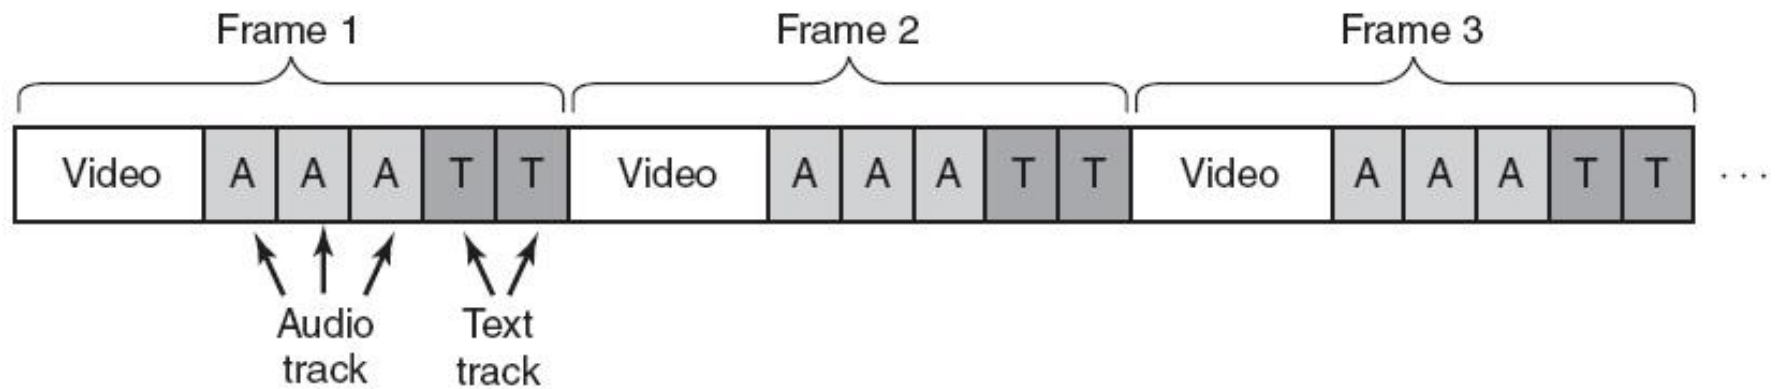 Frame 1 Frame 2 Frame 3
Video A A A T T Video A A A T T Video A A A T T ...
Audio Text
track track